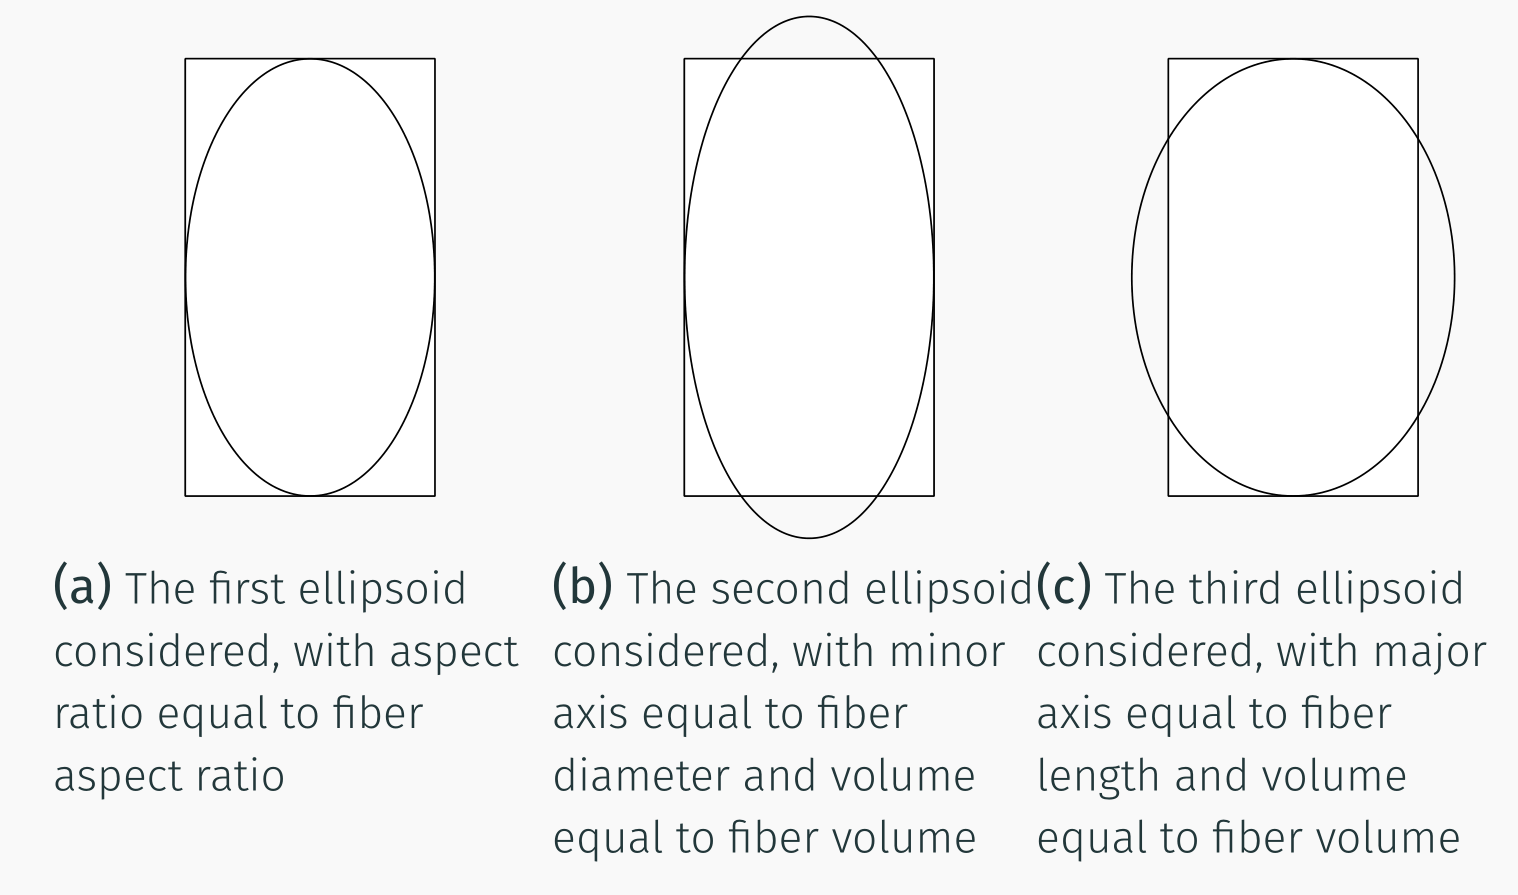 (a) The first ellipsoid
considered, with aspect
ratio equal to fiber
aspect ratio
(b) The second ellipsoid
considered, with minor
axis equal to fiber
diameter and volume
equal to fiber volume
(c) The third ellipsoid
considered, with major
axis equal to fiber
length and volume
equal to fiber volume